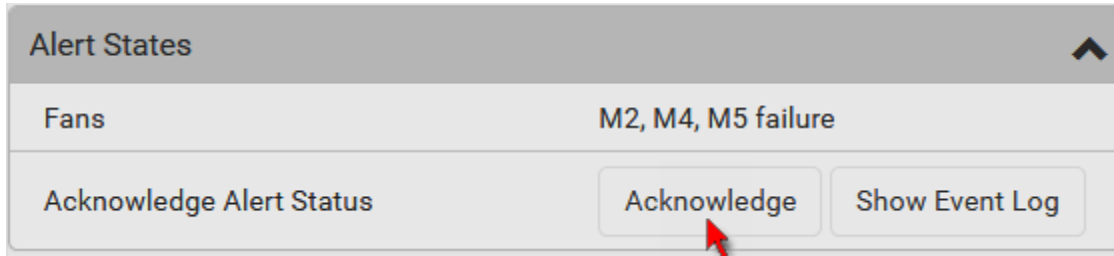 Alert States
Fans M2, M4, M5 failure
Acknowledge Alert Status Acknowledge Show Event Log